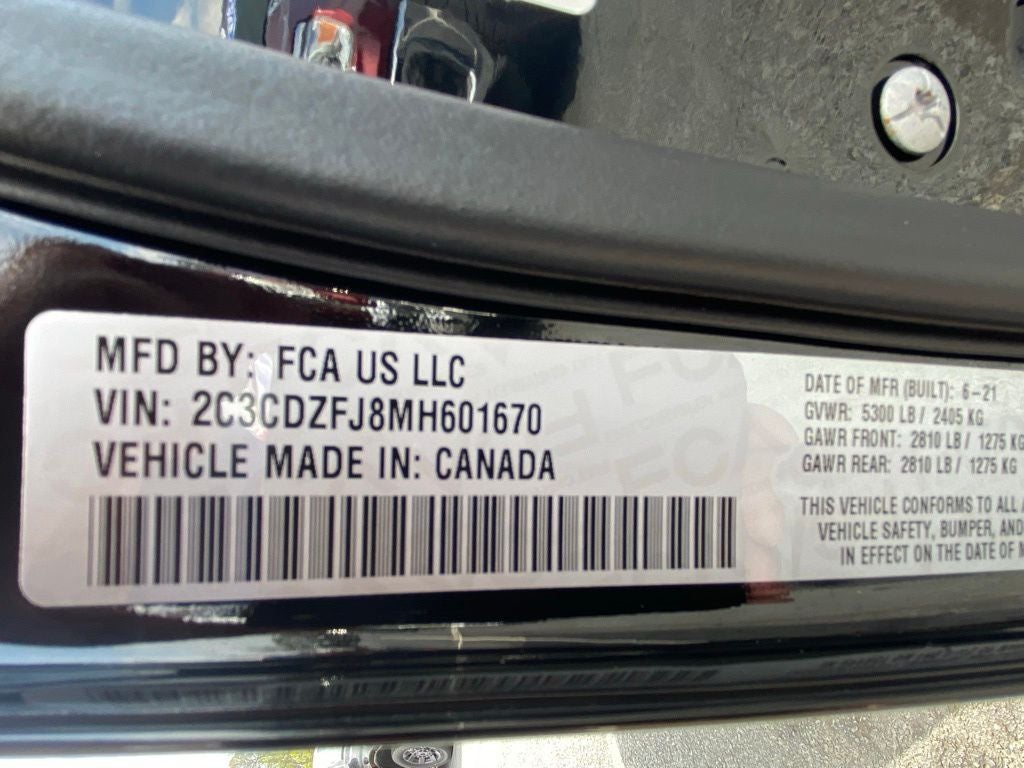 MFD BY: FCA US LLC
VIN: 2C3CDZFJ8MH601670
VEHICLE MADE IN: CANADA
DATE OF MFR (BUILT): 6-21
GVWR: 5300 LB / 2405 KG
GAWR FRONT: 2810 LB / 1275 KG
GAWR REAR: 2810 LB / 1275 KG
THIS VEHICLE CONFORMS TO ALL
VEHICLE SAFETY, BUMPER, AND
IN EFFECT ON THE DATE OF